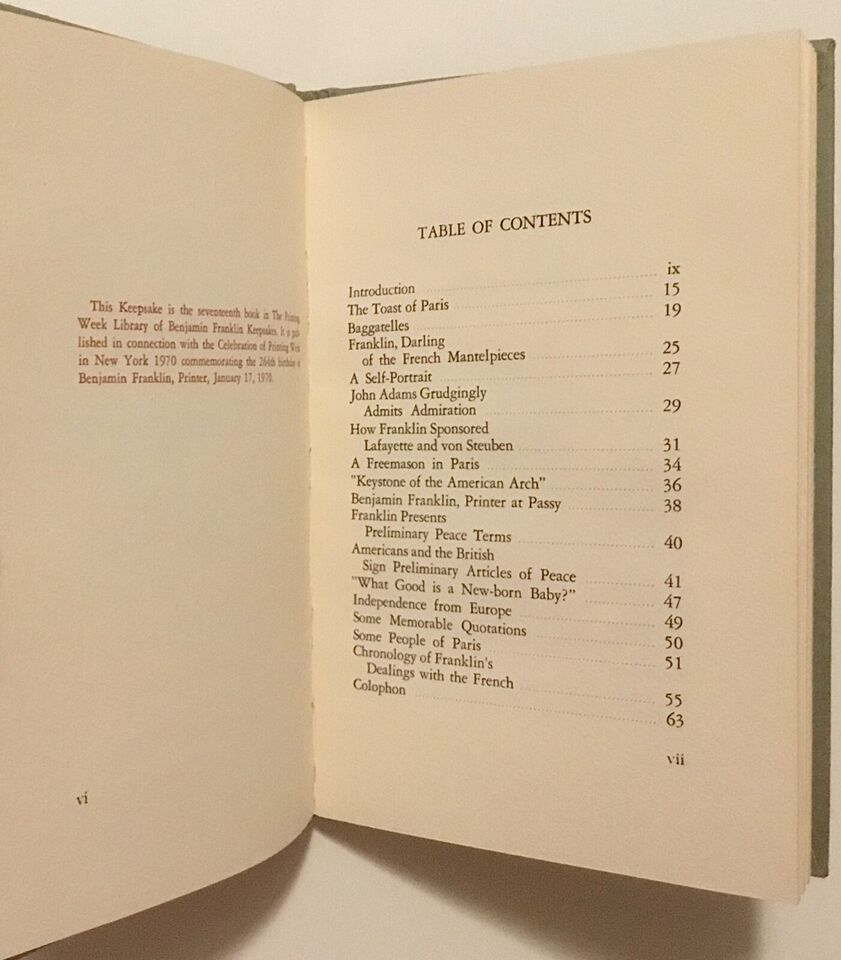 This Keepsake is the seventeenth book in The Printing
Week Library of Benjamin Franklin Keepsakes. It is pub
lished in connection with the Celebration of Printing Week
in New York 1970 commemorating the 264th birthday of
Benjamin Franklin, Printer, January 17, 1970.
vi
TABLE OF CONTENTS
Introduction ix
The Toast of Paris 15
Baggatelles 19
Franklin, Darling
of the French Mantelpieces 25
A Self-Portrait 27
John Adams Grudgingly
Admits Admiration 29
How Franklin Sponsored
Lafayette and von Steuben 31
A Freemason in Paris 34
"Keystone of the American Arch" 36
Benjamin Franklin, Printer at Passy 38
Franklin Presents
Preliminary Peace Terms 40
Americans and the British
Sign Preliminary Articles of Peace 41
"What Good is a New-born Baby?" 47
Independence from Europe 49
Some Memorable Quotations 50
Some People of Paris 51
Chronology of Franklin's
Dealings with the French 55
Colophon 63
vii